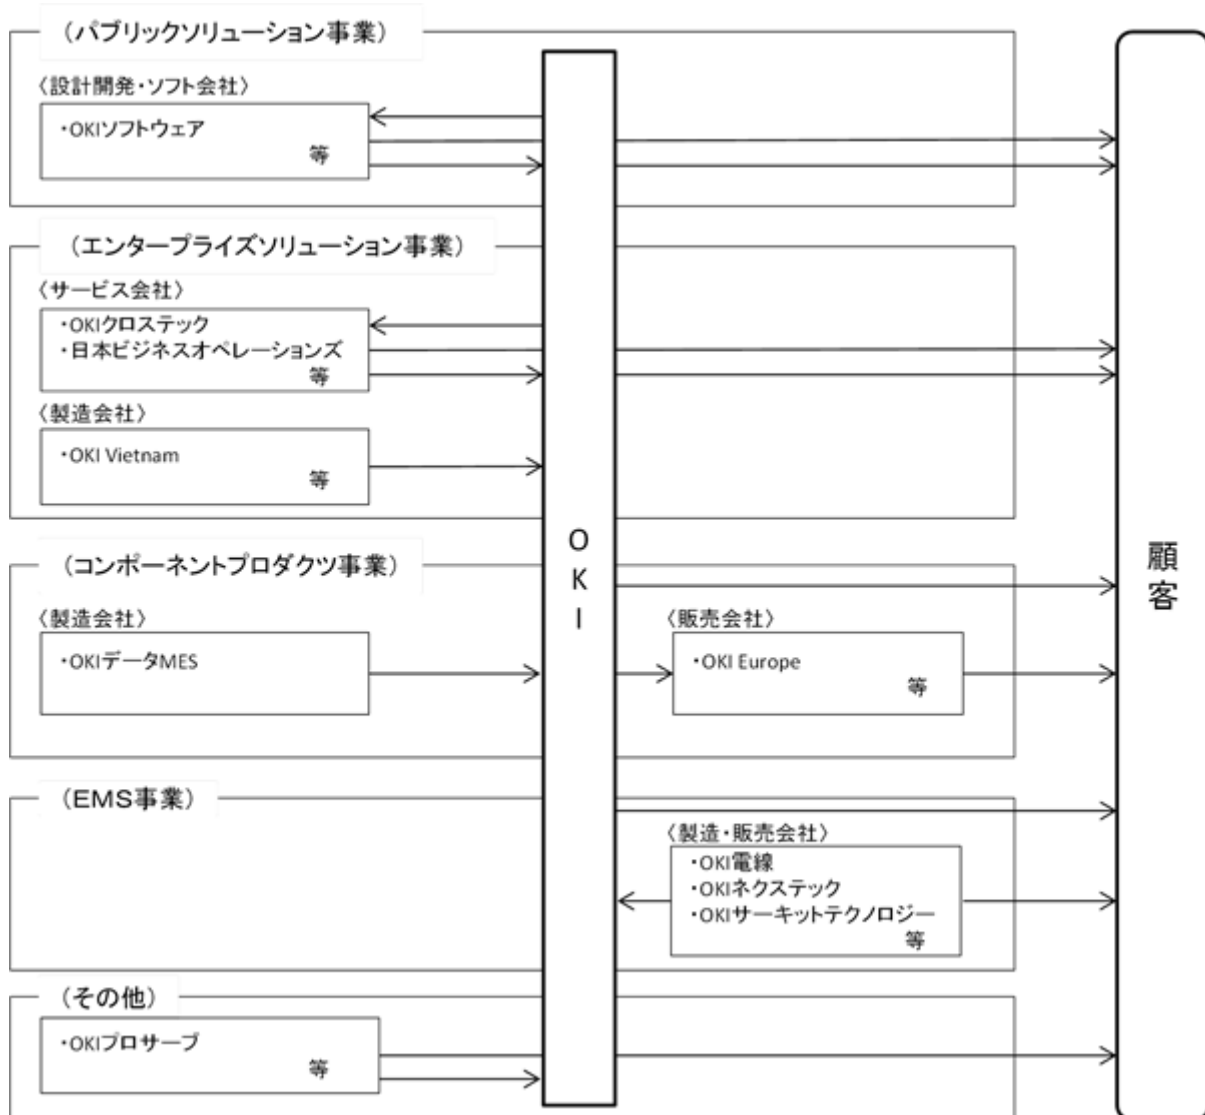 （パブリックソリューション事業）
〈設計開発・ソフト会社〉
・OKIソフトウェア
等
（エンタープライズソリューション事業）
〈サービス会社〉
・OKIクロステック
・日本ビジネスオペレーションズ
等
〈製造会社〉
・OKI Vietnam
等
（コンポーネントプロダクツ事業）
〈製造会社〉
・OKIデータMES
〈販売会社〉
・OKI Europe
等
（EMS事業）
〈製造・販売会社〉
・OKI電線
・OKIネクステック
・OKIサーキットテクノロジー
等
（その他）
・OKIプロサーブ
等
OKI
顧客